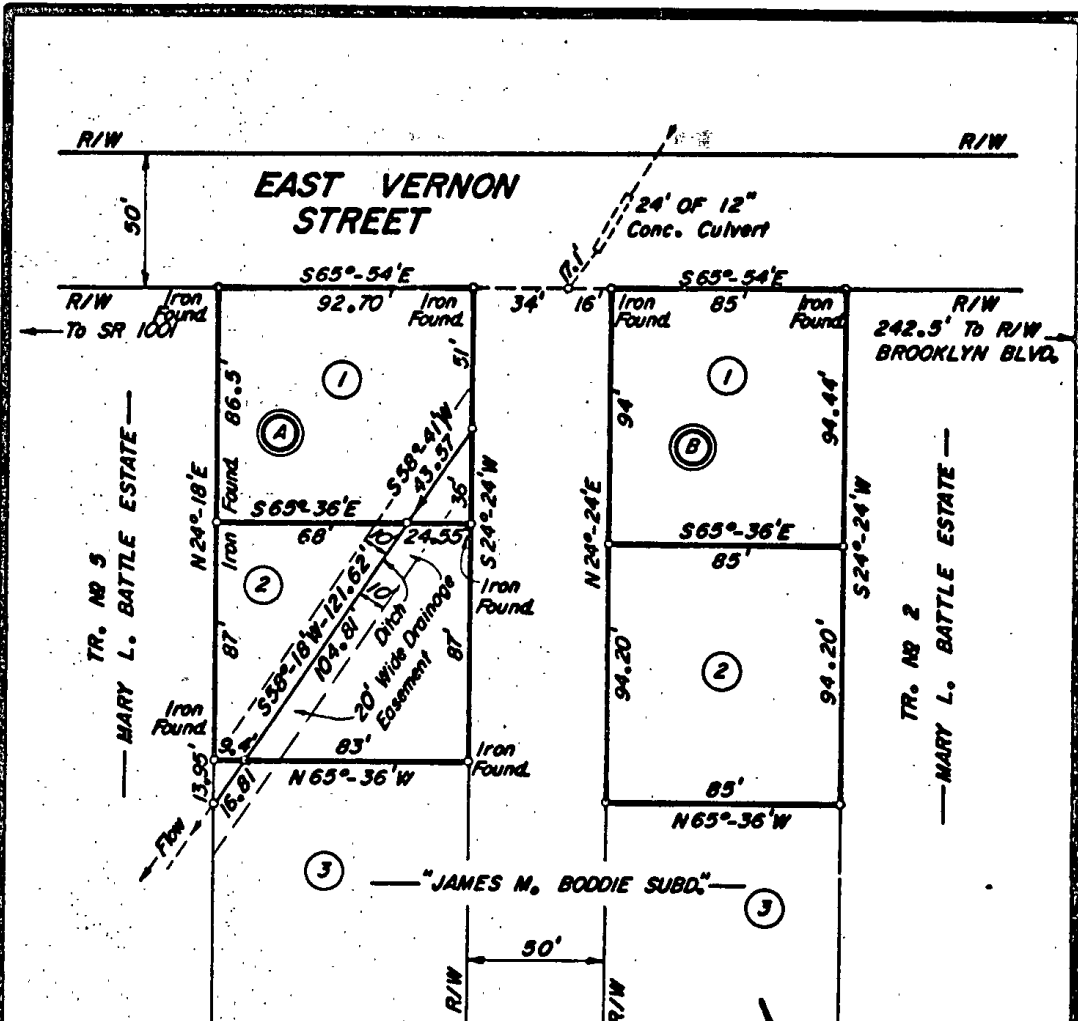 R/W
R/W
50'
EAST VERNON
STREET
24' OF 12"
Conc. Culvert
17.1'
S65°-54'E
S65°-54'E
R/W
Iron
Found.
92.70'
Iron
Found.
34'
16'
Iron
Found.
85'
Iron
Found.
R/W
To SR 1001
242.5' To R/W
BROOKLYN BLVD.
86.5'
1
51'
94'
1
94.44'
A
B
S58°-41'W
43.57'
36'
N24°-18'E
Iron Found.
S65°-36'E
68'
24.55'
S24°-24'W
Iron
Found.
N24°-24'E
S65°-36'E
85'
S24°-24'W
TR. № 5
MARY L. BATTLE ESTATE
TR. № 2
MARY L. BATTLE ESTATE
2
87'
S58°-18'W-121.62'
104.81'
10'
10'
Ditch
20' Wide Drainage
Easement
87'
94.20'
2
94.20'
Iron
Found.
83'
N65°-36'W
Iron
Found.
13.95'
16.81
85'
N65°-36'W
Flow
3
"JAMES M. BODDIE SUBD."
3
50'
R/W
R/W